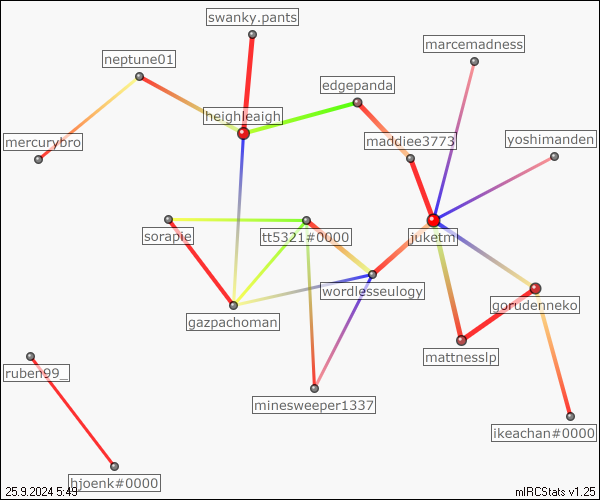 swanky.pants
marcemadness
neptune01
edgepanda
heighleaigh
mercurybro
maddiee3773
yoshimanden
sorapie
tt5321#0000
jjuketm
wordlesseulogy
gorudenneko
gazpachoman
mattnesslp
ruben99_
minesweeper1337
ikeachan#0000
hjoenk#0000
25.9.2024 5:49
mIRCStats v1.25